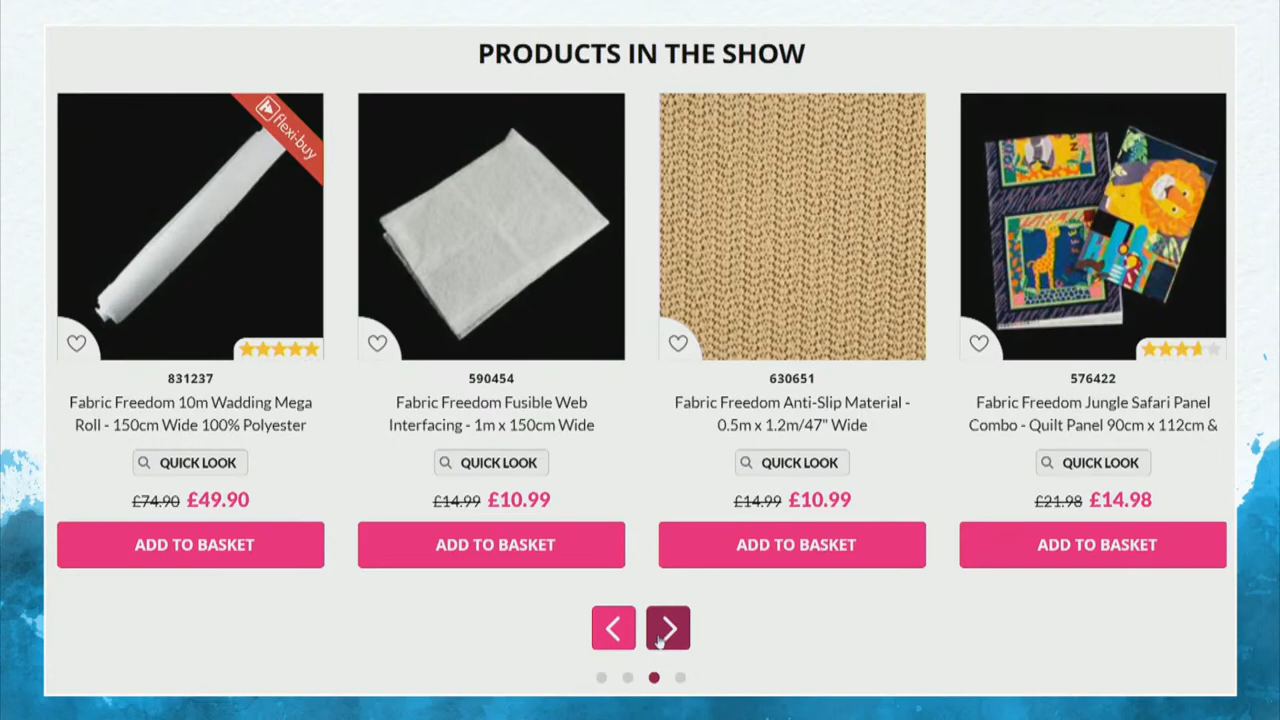 PRODUCTS IN THE SHOW
flexi-buy
831237
Fabric Freedom 10m Wadding Mega
Roll - 150cm Wide 100% Polyester
QUICK LOOK
£74.90 £49.90
ADD TO BASKET
590454
Fabric Freedom Fusible Web
Interfacing - 1m x 150cm Wide
QUICK LOOK
£14.99 £10.99
ADD TO BASKET
630651
Fabric Freedom Anti-Slip Material -
0.5m x 1.2m/47" Wide
QUICK LOOK
£14.99 £10.99
ADD TO BASKET
576422
Fabric Freedom Jungle Safari Panel
Combo - Quilt Panel 90cm x 112cm &
QUICK LOOK
£21.98 £14.98
ADD TO BASKET